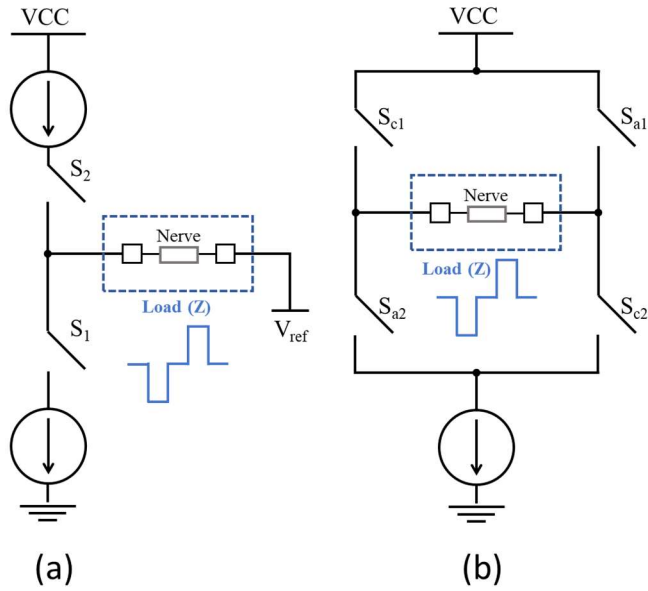 VCC
S2
Nerve
Load (Z)
S1
Vref
(a)
VCC
Sc1
Sa1
Nerve
Load (Z)
Sa2
Sc2
(b)